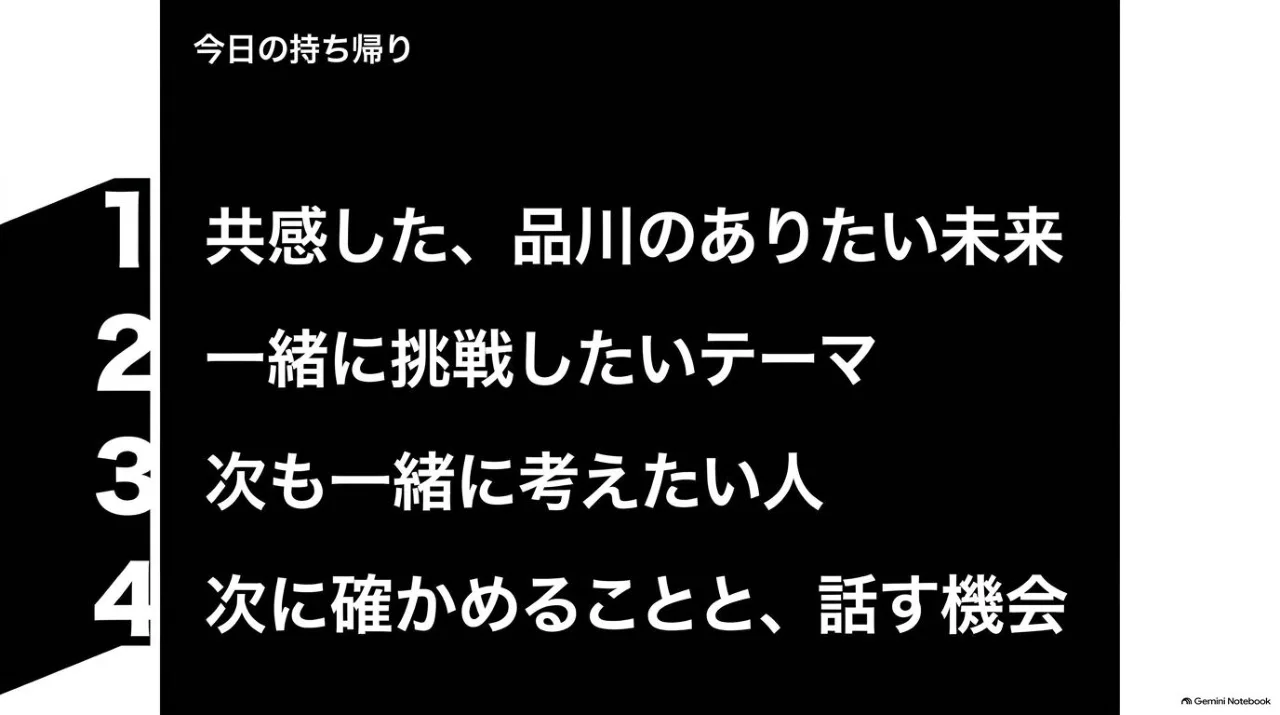 今日の持ち帰り
1 共感した、品川のありたい未来
2 一緒に挑戦したいテーマ
3 次も一緒に考えたい人
4 次に確かめることと、話す機会
Gemini Notebook